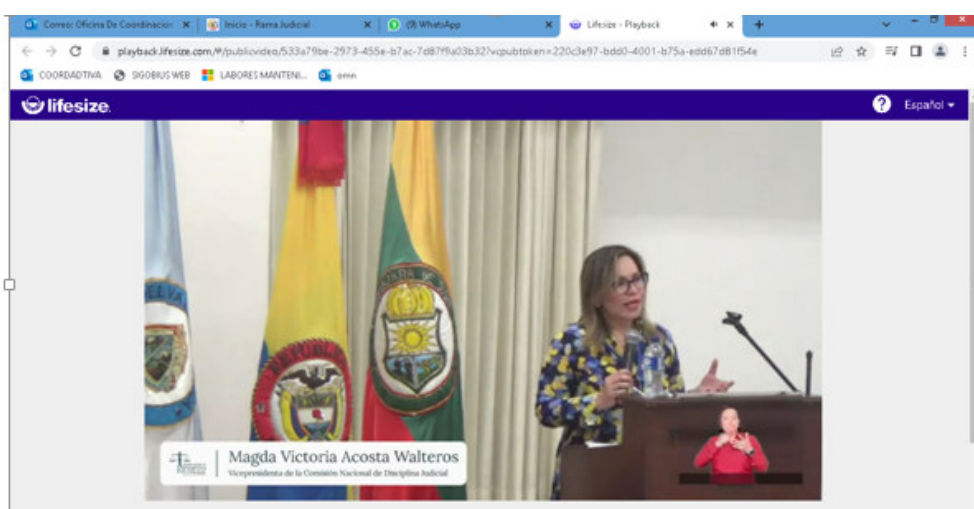 Correo: Oficina De Coordinacion
Inicio - Rama Judicial
(3) WhatsApp
Lifesize - Playback
playback.lifesize.com/#/publicvideo/533a79be-2973-455e-b7ac-7d87f9a03b32?vcpubtoken=220c3e97-bdd0-4001-b75a-edd67d81f54e
COORDADTIVA
SIGOBIUS WEB
LABORES MANTENI...
omn
lifesize.
? Español
Magda Victoria Acosta Walteros
Vicepresidenta de la Comisión Nacional de Disciplina Judicial